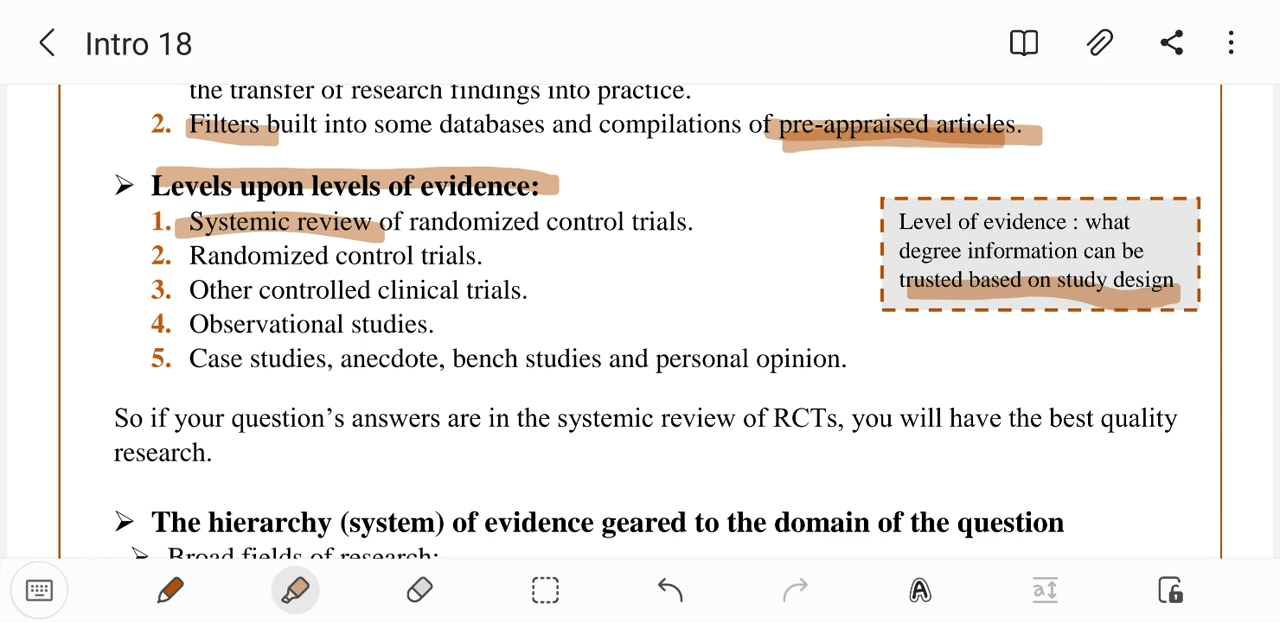 Intro 18
the transfer of research findings into practice.
2. Filters built into some databases and compilations of pre-appraised articles.
➢ Levels upon levels of evidence:
1. Systemic review of randomized control trials.
2. Randomized control trials.
3. Other controlled clinical trials.
4. Observational studies.
5. Case studies, anecdote, bench studies and personal opinion.
Level of evidence : what
degree information can be
trusted based on study design
So if your question’s answers are in the systemic review of RCTs, you will have the best quality
research.
➢ The hierarchy (system) of evidence geared to the domain of the question
➢ Broad fields of research: